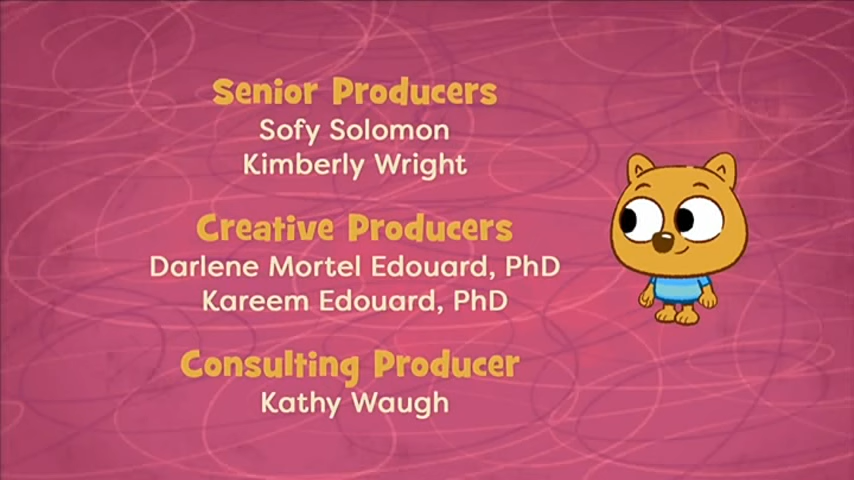 Senior Producers
Sofy Solomon
Kimberly Wright
Creative Producers
Darlene Mortel Edouard, PhD
Kareem Edouard, PhD
Consulting Producer
Kathy Waugh